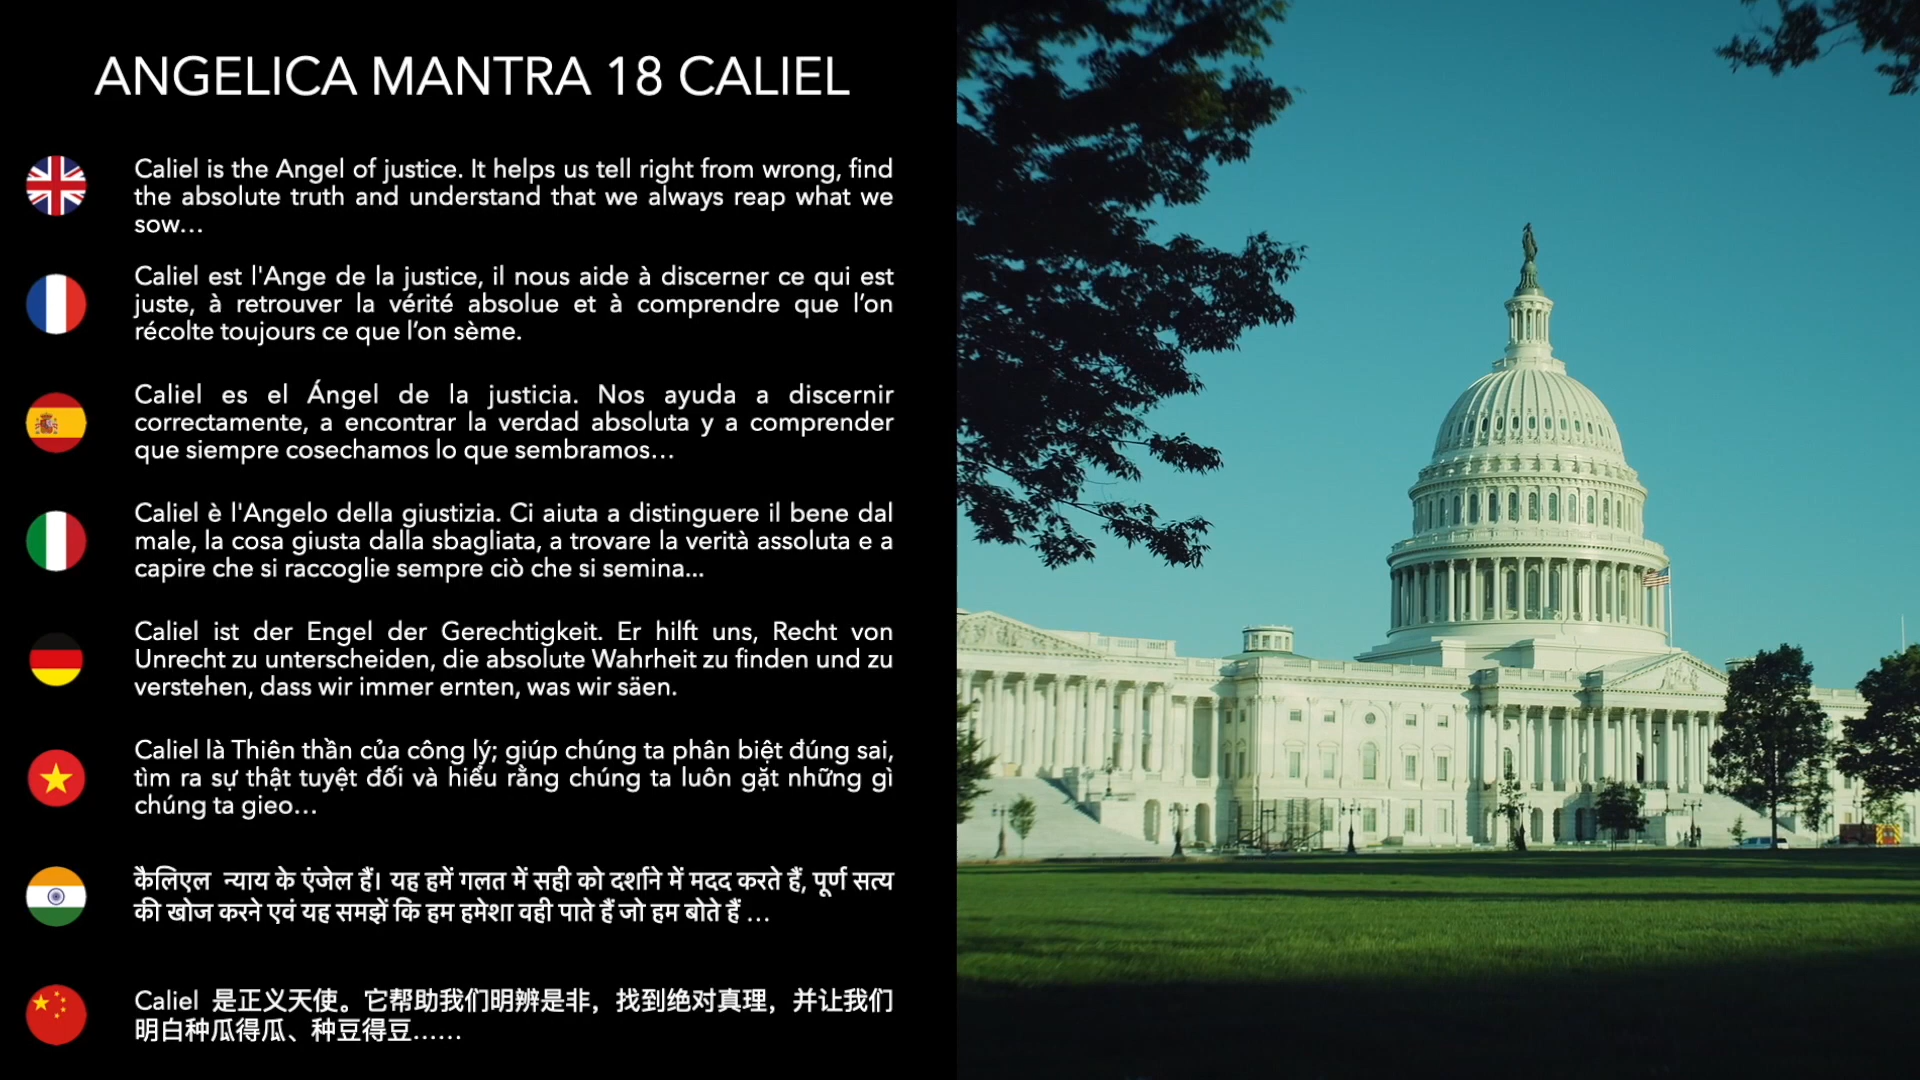 ANGELICA MANTRA 18 CALIEL
Caliel is the Angel of justice. It helps us tell right from wrong, find
the absolute truth and understand that we always reap what we
sow…
Caliel est l'Ange de la justice, il nous aide à discerner ce qui est
juste, à retrouver la vérité absolue et à comprendre que l’on
récolte toujours ce que l’on sème.
Caliel es el Ángel de la justicia. Nos ayuda a discernir
correctamente, a encontrar la verdad absoluta y a comprender
que siempre cosechamos lo que sembramos…
Caliel è l'Angelo della giustizia. Ci aiuta a distinguere il bene dal
male, la cosa giusta dalla sbagliata, a trovare la verità assoluta e a
capire che si raccoglie sempre ciò che si semina...
Caliel ist der Engel der Gerechtigkeit. Er hilft uns, Recht von
Unrecht zu unterscheiden, die absolute Wahrheit zu finden und zu
verstehen, dass wir immer ernten, was wir säen.
Caliel là Thiên thần của công lý; giúp chúng ta phân biệt đúng sai,
tìm ra sự thật tuyệt đối và hiểu rằng chúng ta luôn gặt những gì
chúng ta gieo…
कैलिएल न्याय के एंजेल हैं। यह हमें गलत में सही को दर्शाने में मदद करते हैं, पूर्ण सत्य
की खोज करने एवं यह समझें कि हम हमेशा वही पाते हैं जो हम बोते हैं …
Caliel 是正义天使。它帮助我们明辨是非，找到绝对真理，并让我们
明白种瓜得瓜、种豆得豆……